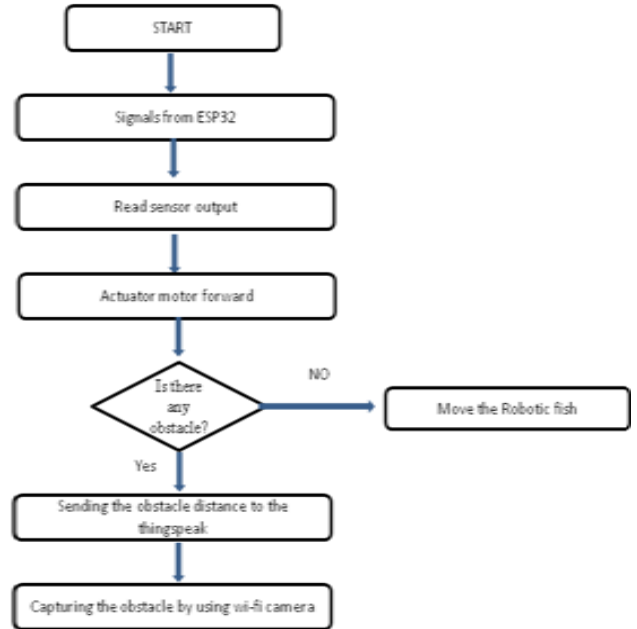 START
Signals from ESP32
Read sensor output
Actuator motor forward
Is there
any
obstacle?
NO
Move the Robotic fish
Yes
Sending the obstacle distance to the
thingspeak
Capturing the obstacle by using wi-fi camera